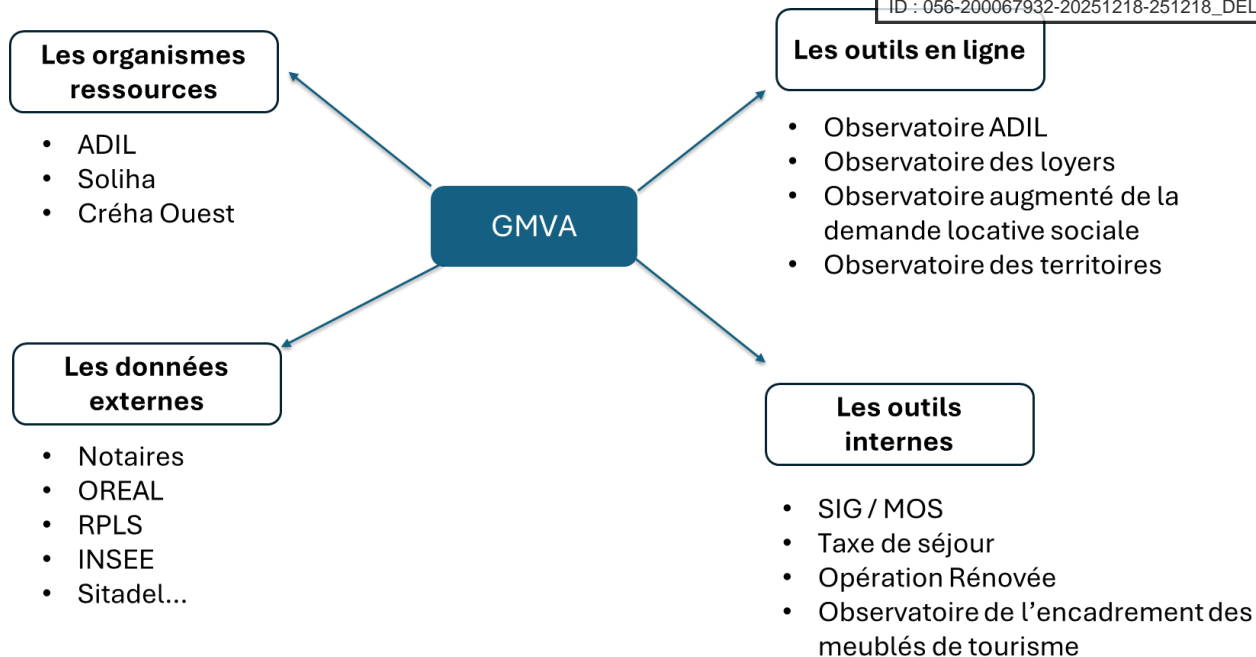 ID : 056-200067932-20251218-251218_DEL
Les organismes
ressources
• ADIL
• Soliha
• Créha Ouest
Les outils en ligne
• Observatoire ADIL
• Observatoire des loyers
• Observatoire augmenté de la
demande locative sociale
• Observatoire des territoires
GMVA
Les données
externes
• Notaires
• OREAL
• RPLS
• INSEE
• Sitadel...
Les outils
internes
• SIG / MOS
• Taxe de séjour
• Opération Rénovée
• Observatoire de l'encadrement des
meublés de tourisme